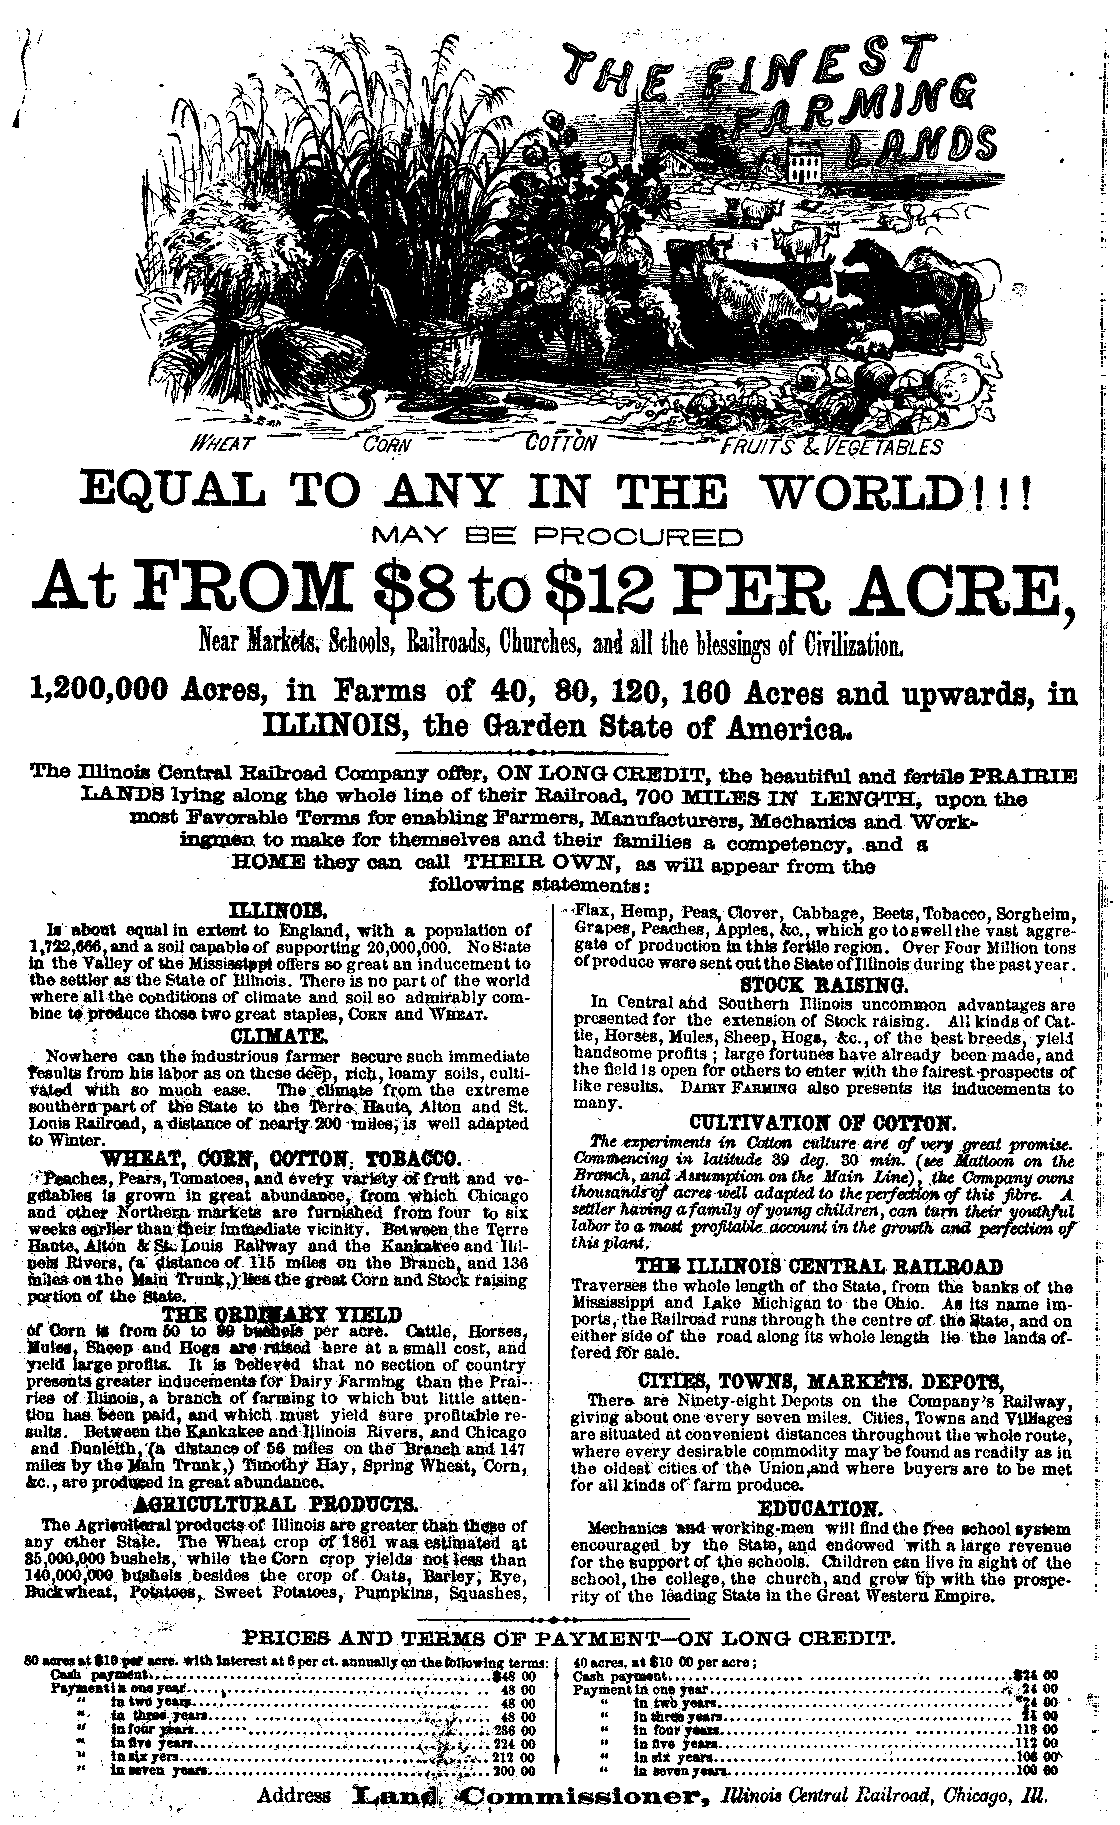 THE FINEST
FARMING
LANDS
WHEAT CORN COTTON FRUITS & VEGETABLES
EQUAL TO ANY IN THE WORLD!!!
MAY BE PROCURED
At FROM $8 to $12 PER ACRE,
Near Markets, Schools, Railroads, Churches, and all the blessings of Civilization.
1,200,000 Acres, in Farms of 40, 80, 120, 160 Acres and upwards, in
ILLINOIS, the Garden State of America.
The Illinois Central Railroad Company offer, ON LONG CREDIT, the beautiful and fertile PRAIRIE
LANDS lying along the whole line of their Railroad, 700 MILES IN LENGTH, upon the
most Favorable Terms for enabling Farmers, Manufacturers, Mechanics and Work-
ingmen to make for themselves and their families a competency, and a
HOME they can call THEIR OWN, as will appear from the
following statements:
ILLINOIS.
Is about equal in extent to England, with a population of
1,722,666, and a soil capable of supporting 20,000,000. No State
in the Valley of the Mississippi offers so great an inducement to
the settler as the State of Illinois. There is no part of the world
where all the conditions of climate and soil so admirably com-
bine to produce those two great staples, CORN and WHEAT.
CLIMATE.
Nowhere can the industrious farmer secure such immediate
results from his labor as on these deep, rich, loamy soils, culti-
vated with so much ease. The climate from the extreme
southern part of the State to the Terre Haute, Alton and St.
Louis Railroad, a distance of nearly 200 miles, is well adapted
to Winter.
WHEAT, CORN, COTTON, TOBACCO.
Peaches, Pears, Tomatoes, and every variety of fruit and ve-
getables is grown in great abundance, from which Chicago
and other Northern markets are furnished from four to six
weeks earlier than their immediate vicinity. Between the Terre
Haute, Alton & St. Louis Railway and the Kankakee and Illi-
nois Rivers, (a distance of 115 miles on the Branch, and 136
miles on the Main Trunk,) lies the great Corn and Stock raising
portion of the State.
THE ORDINARY YIELD
of Corn is from 50 to bushels per acre. Cattle, Horses,
Mules, Sheep and Hogs are raised here at a small cost, and
yield large profits. It is believed that no section of country
presents greater inducements for Dairy Farming than the Prai-
ries of Illinois, a branch of farming to which but little atten-
tion has been paid, and which must yield sure profitable re-
sults. Between the Kankakee and Illinois Rivers, and Chicago
and Dunleith, (a distance of 56 miles on the Branch and 147
miles by the Main Trunk,) Timothy Hay, Spring Wheat, Corn,
&c., are produced in great abundance.
AGRICULTURAL PRODUCTS.
The Agricultural products of Illinois are greater than those of
any other State. The Wheat crop of 1861 was estimated at
35,000,000 bushels, while the Corn crop yields not less than
140,000,000 bushels besides the crop of Oats, Barley, Rye,
Buckwheat, Potatoes, Sweet Potatoes, Pumpkins, Squashes,
Flax, Hemp, Peas, Clover, Cabbage, Beets, Tobacco, Sorgheim,
Grapes, Peaches, Apples, &c., which go to swell the vast aggre-
gate of production in this fertile region. Over Four Million tons
of produce were sent out the State of Illinois during the past year.
STOCK RAISING.
In Central and Southern Illinois uncommon advantages are
presented for the extension of Stock raising. All kinds of Cat-
tle, Horses, Mules, Sheep, Hogs, &c., of the best breeds, yield
handsome profits; large fortunes have already been made, and
the field is open for others to enter with the fairest prospects of
like results. DAIRY FARMING also presents its inducements to
many.
CULTIVATION OF COTTON.
The experiments in Cotton culture are of very great promise.
Commencing in latitude 39 deg. 30 min. (see Mattoon on the
Branch, and Assumption on the Main Line), the Company owns
thousands of acres well adapted to the perfection of this fibre. A
settler having a family of young children, can turn their youthful
labor to a most profitable account in the growth and perfection of
this plant.
THE ILLINOIS CENTRAL RAILROAD
Traverses the whole length of the State, from the banks of the
Mississippi and Lake Michigan to the Ohio. As its name im-
ports, the Railroad runs through the centre of the State, and on
either side of the road along its whole length lie the lands of-
fered for sale.
CITIES, TOWNS, MARKETS. DEPOTS,
There are Ninety-eight Depots on the Company's Railway,
giving about one every seven miles. Cities, Towns and Villages
are situated at convenient distances throughout the whole route,
where every desirable commodity may be found as readily as in
the oldest cities of the Union, and where buyers are to be met
for all kinds of farm produce.
EDUCATION.
Mechanics and working-men will find the free school system
encouraged by the State, and endowed with a large revenue
for the support of the schools. Children can live in sight of the
school, the college, the church, and grow up with the prospe-
rity of the leading State in the Great Western Empire.
PRICES AND TERMS OF PAYMENT—ON LONG CREDIT.
80 acres at $10 per acre. with interest at 6 per ct. annually on the following terms:
Cash payment $48 00
Payment in one year 48 00
" in two years 48 00
" in three years 48 00
" in four years 236 00
" in five years 224 00
" in six yers 212 00
" in seven years 200 00
40 acres, at $10 00 per acre;
Cash payment $24 00
Payment in one year 24 00
" in two years 24 00
" in three years 24 00
" in four years 118 00
" in five years 112 00
" in six years 106 00
" in seven years 100 00
Address Land Commissioner, Illinois Central Railroad, Chicago, Ill.